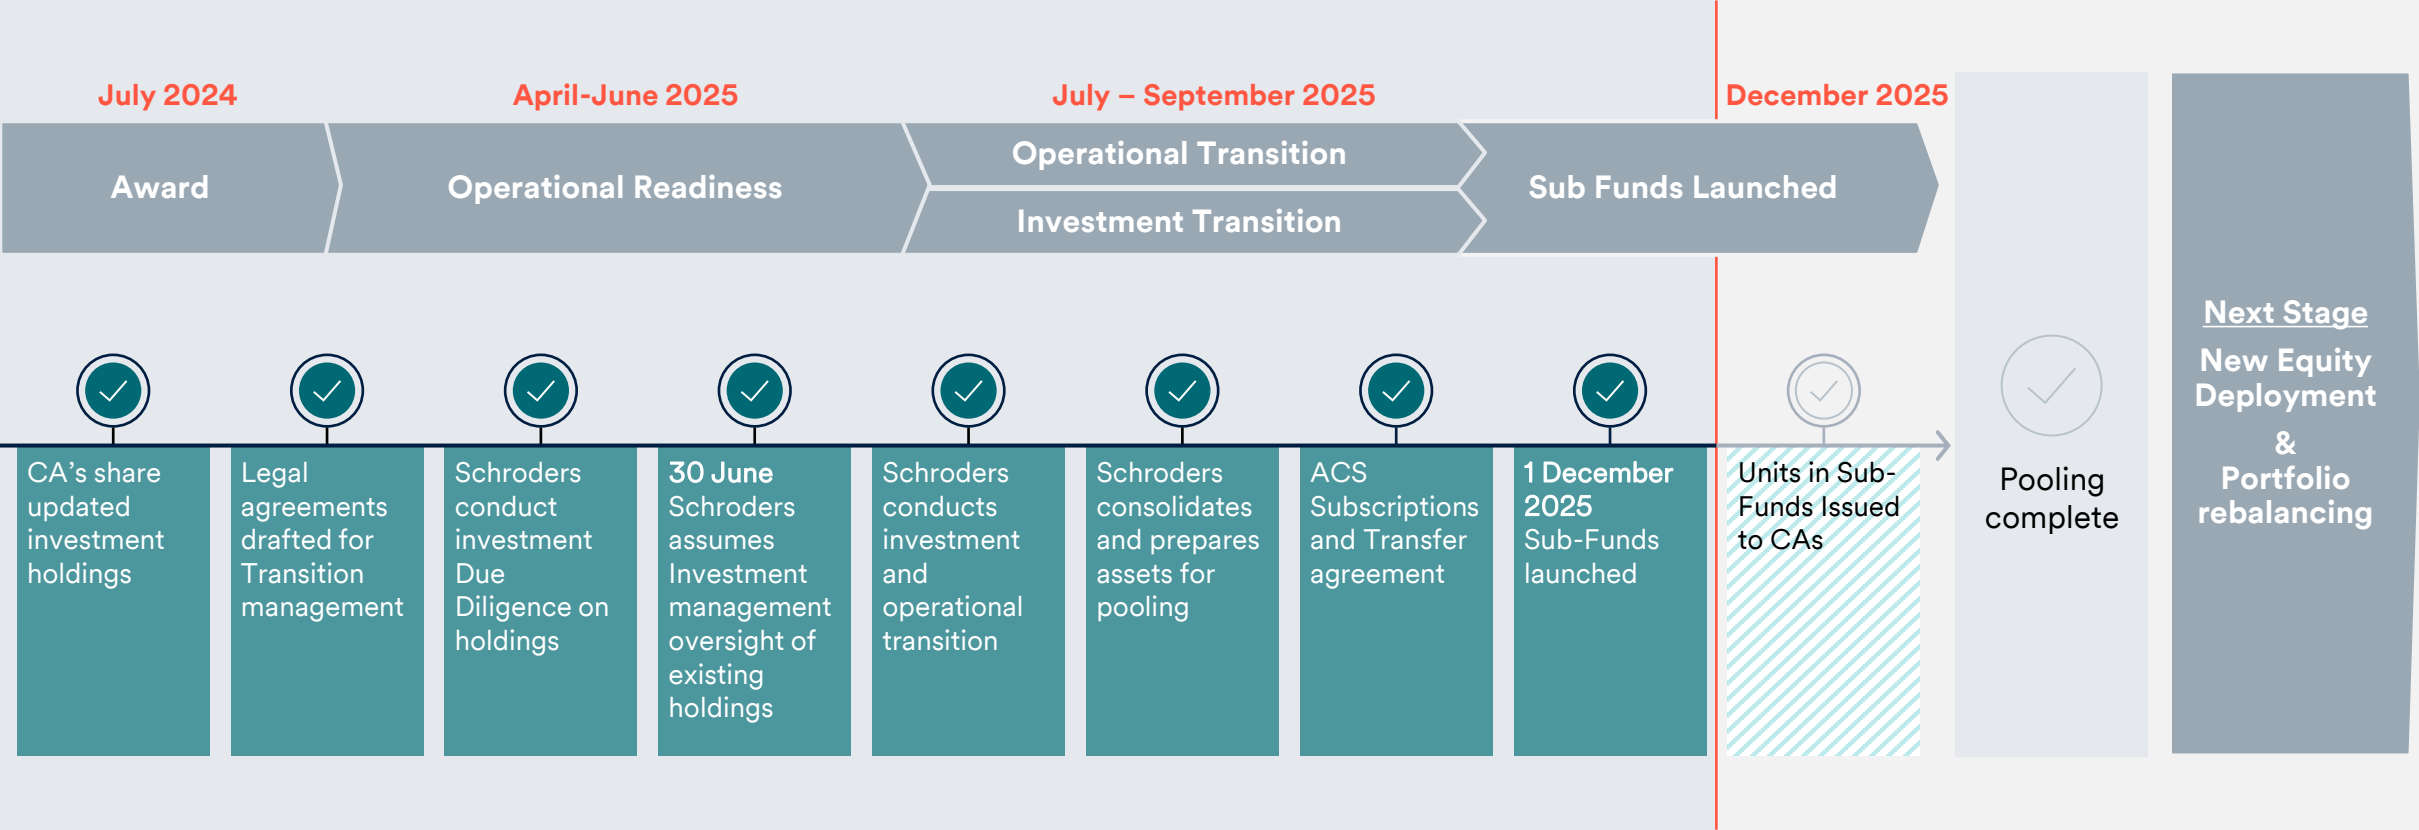 July 2024
April-June 2025
July – September 2025
December 2025
Award
Operational Readiness
Operational Transition
Investment Transition
Sub Funds Launched
CA’s share
updated
investment
holdings
Legal
agreements
drafted for
Transition
management
Schroders
conduct
investment
Due
Diligence on
holdings
30 June
Schroders
assumes
Investment
management
oversight of
existing
holdings
Schroders
conducts
investment
and
operational
transition
Schroders
consolidates
and prepares
assets for
pooling
ACS
Subscriptions
and Transfer
agreement
1 December
2025
Sub-Funds
launched
Units in Sub-
Funds Issued
to CAs
Pooling
complete
Next Stage
New Equity
Deployment
&
Portfolio
rebalancing